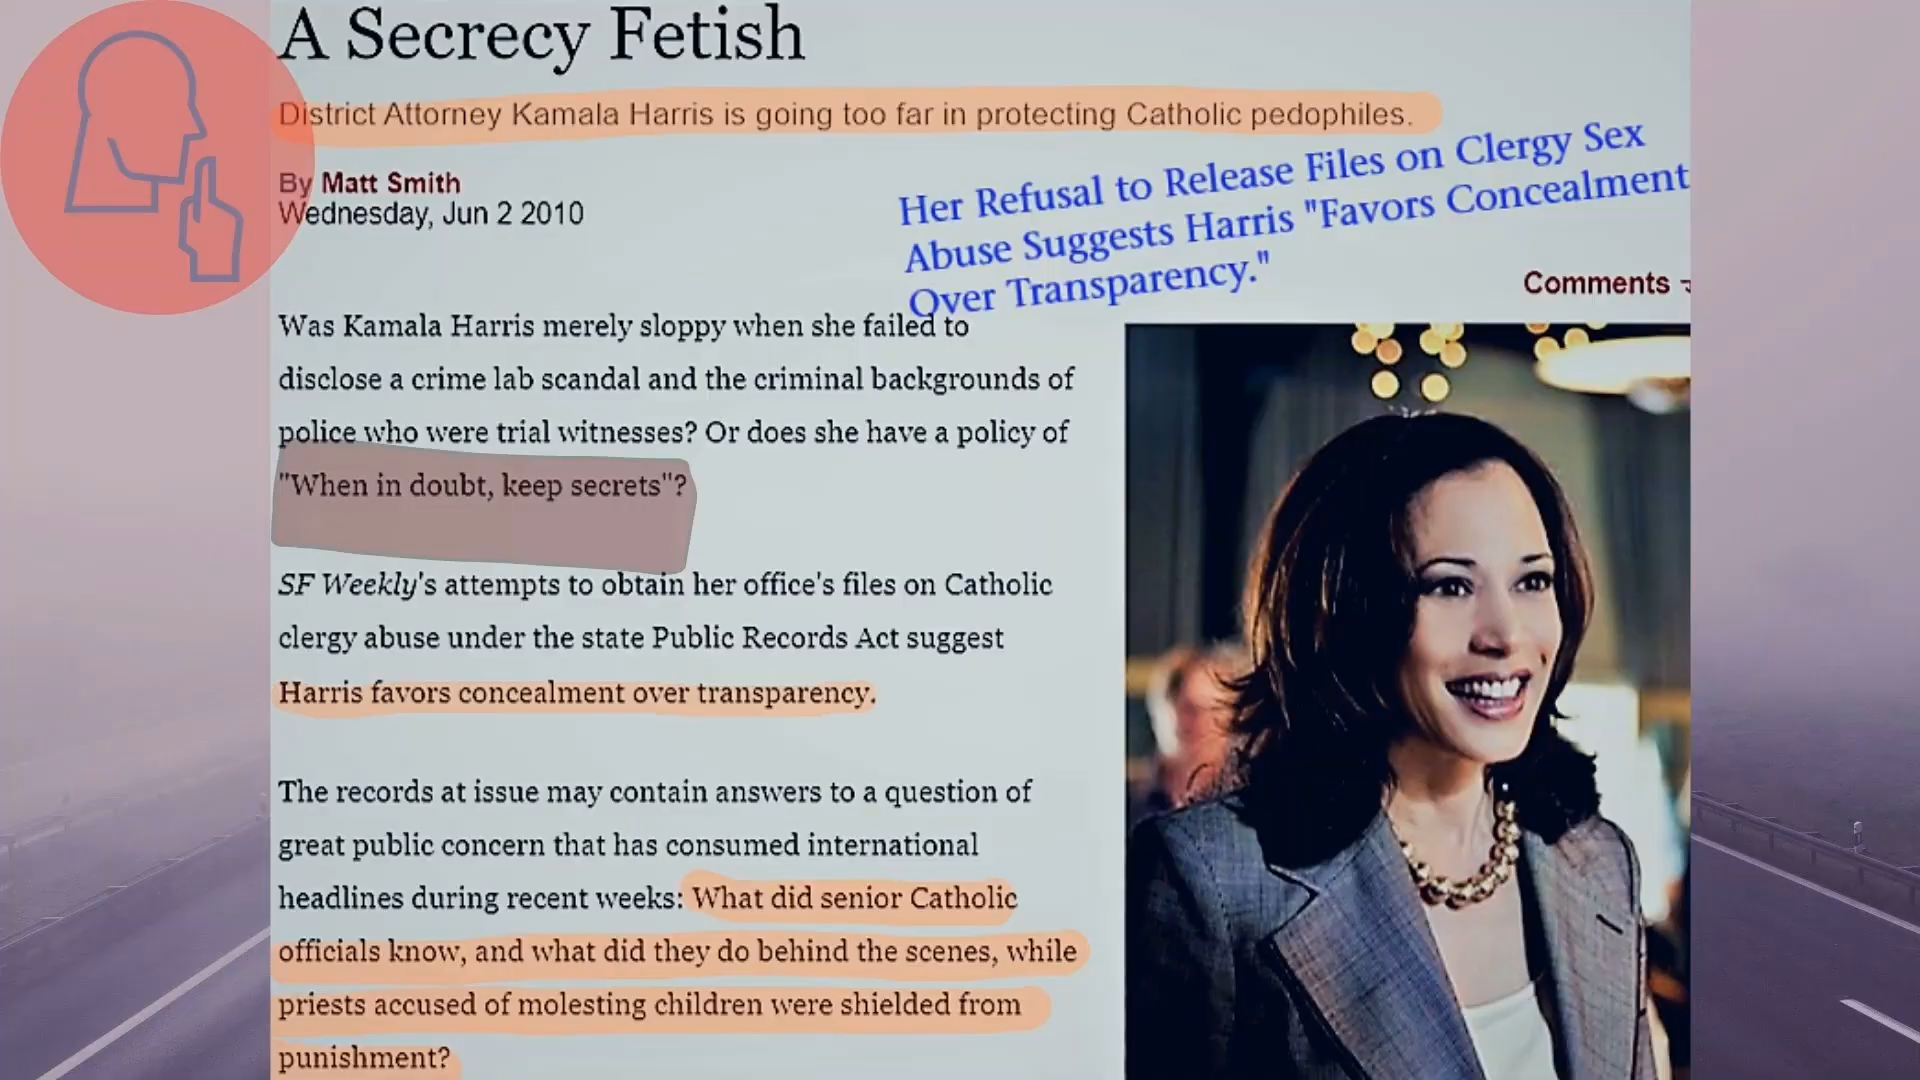 A Secrecy Fetish
District Attorney Kamala Harris is going too far in protecting Catholic pedophiles.
By Matt Smith
Wednesday, Jun 2 2010
Her Refusal to Release Files on Clergy Sex
Abuse Suggests Harris "Favors Concealment
Over Transparency."
Comments
Was Kamala Harris merely sloppy when she failed to
disclose a crime lab scandal and the criminal backgrounds of
police who were trial witnesses? Or does she have a policy of
"When in doubt, keep secrets"?
SF Weekly's attempts to obtain her office's files on Catholic
clergy abuse under the state Public Records Act suggest
Harris favors concealment over transparency.
The records at issue may contain answers to a question of
great public concern that has consumed international
headlines during recent weeks: What did senior Catholic
officials know, and what did they do behind the scenes, while
priests accused of molesting children were shielded from
punishment?